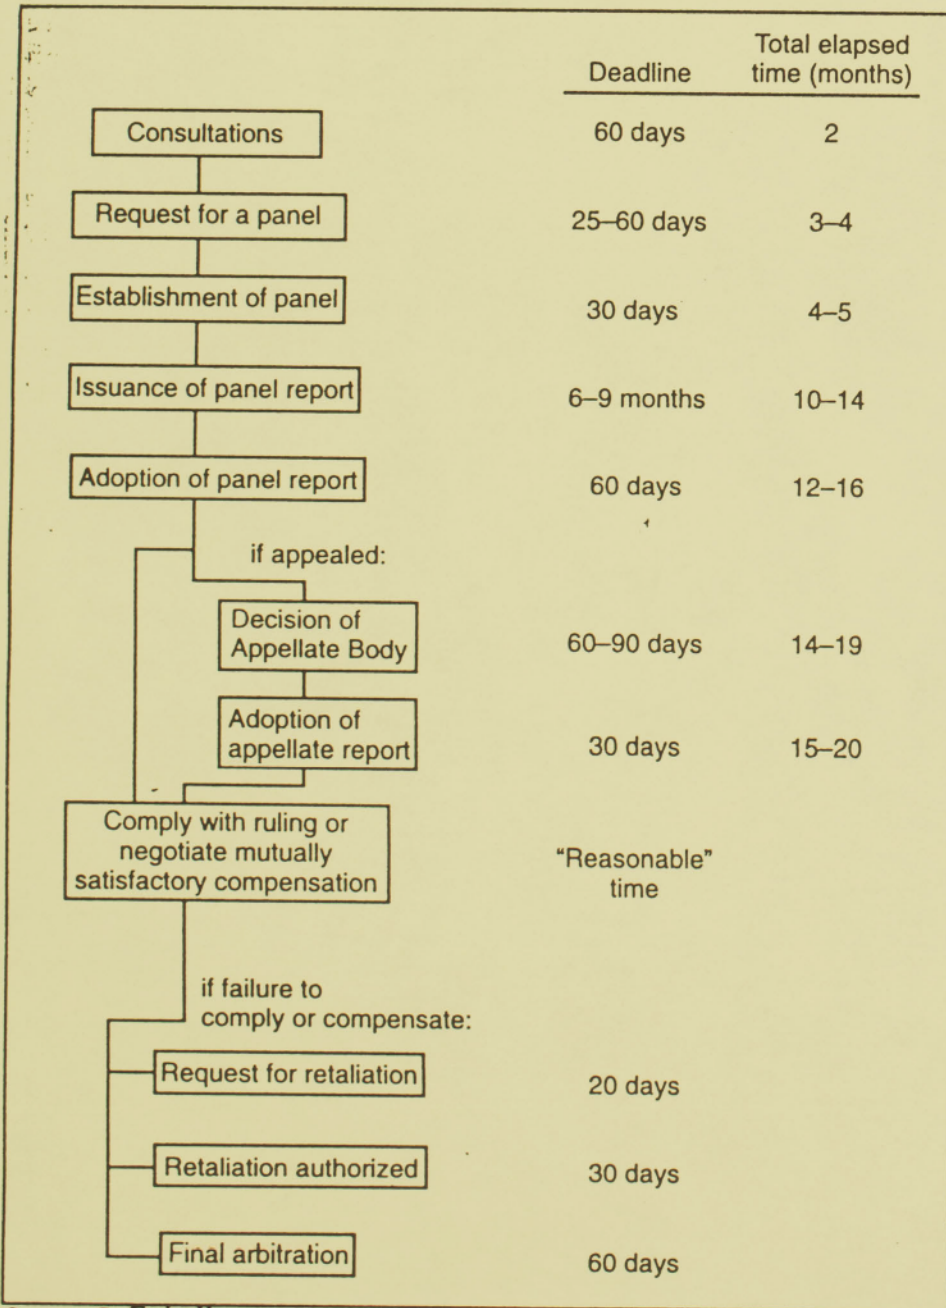 Deadline
Total elapsed
time (months)
Consultations 60 days 2
Request for a panel 25–60 days 3–4
Establishment of panel 30 days 4–5
Issuance of panel report 6–9 months 10–14
Adoption of panel report 60 days 12–16
if appealed:
Decision of
Appellate Body 60–90 days 14–19
Adoption of
appellate report 30 days 15–20
Comply with ruling or
negotiate mutually
satisfactory compensation
"Reasonable"
time
if failure to
comply or compensate:
Request for retaliation 20 days
Retaliation authorized 30 days
Final arbitration 60 days